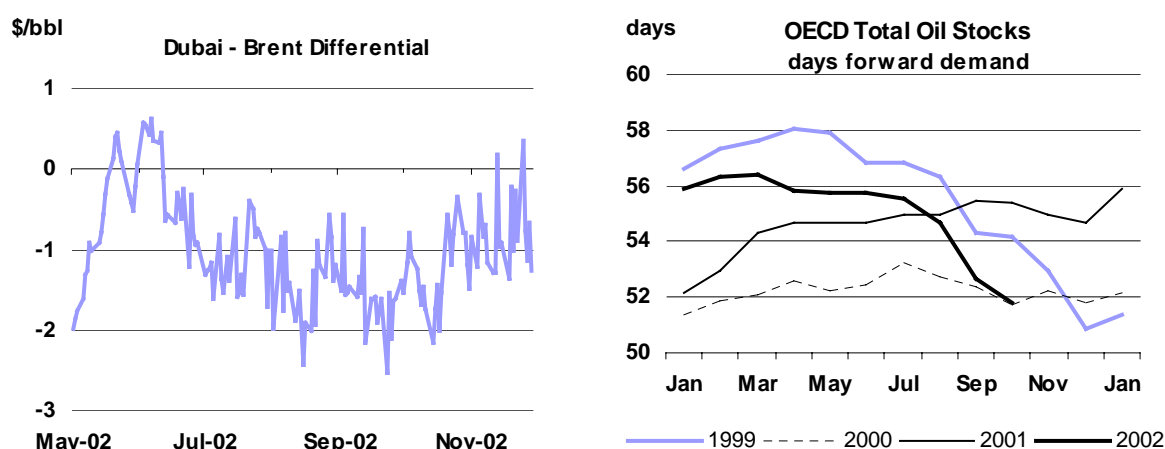 $/bbl
Dubai - Brent Differential
1
0
-1
-2
-3
May-02 Jul-02 Sep-02 Nov-02
days
OECD Total Oil Stocks
days forward demand
60
58
56
54
52
50
Jan Mar May Jul Sep Nov Jan
1999 2000 2001 2002